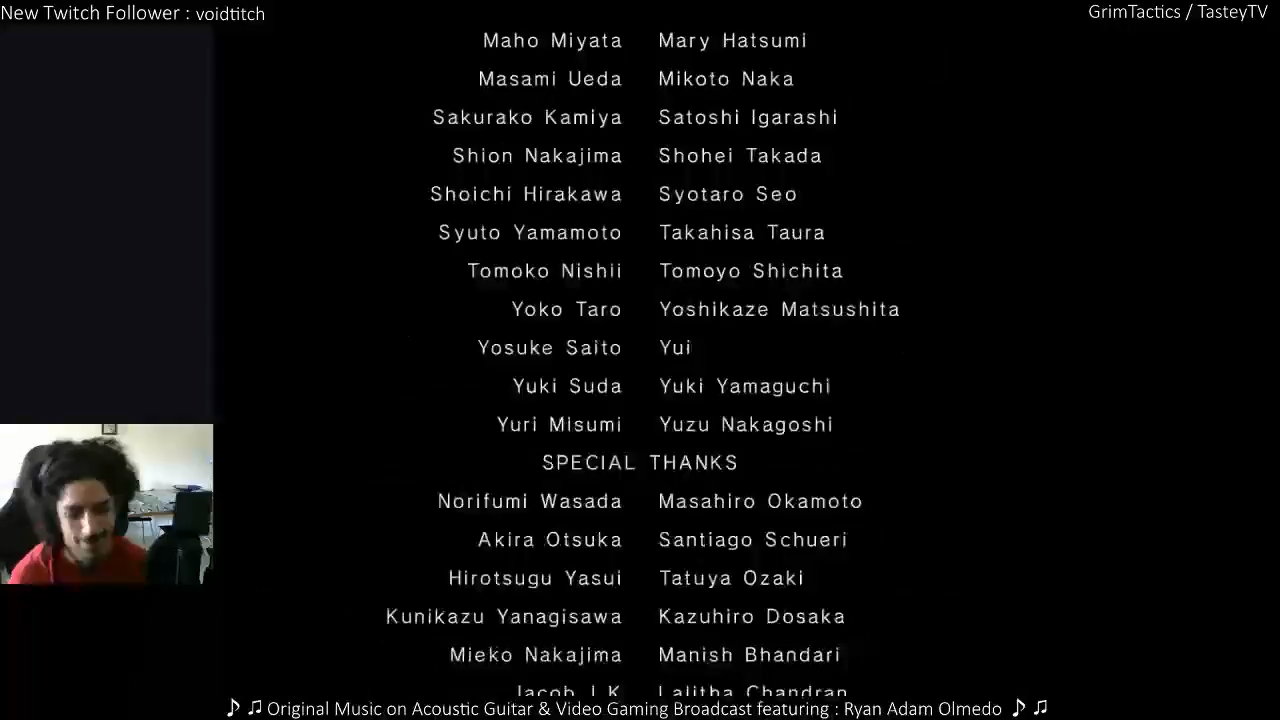 New Twitch Follower : voidtitch
GrimTactics / TasteyTV
Maho Miyata Mary Hatsumi
Masami Ueda Mikoto Naka
Sakurako Kamiya Satoshi Igarashi
Shion Nakajima Shohei Takada
Shoichi Hirakawa Syotaro Seo
Syuto Yamamoto Takahisa Taura
Tomoko Nishii Tomoyo Shichita
Yoko Taro Yoshikaze Matsushita
Yosuke Saito Yui
Yuki Suda Yuki Yamaguchi
Yuri Misumi Yuzu Nakagoshi
SPECIAL THANKS
Norifumi Wasada Masahiro Okamoto
Akira Otsuka Santiago Schueri
Hirotsugu Yasui Tatuya Ozaki
Kunikazu Yanagisawa Kazuhiro Dosaka
Mieko Nakajima Manish Bhandari
Jacob J.K. Lalitha Chandran
♪ ♫ Original Music on Acoustic Guitar & Video Gaming Broadcast featuring : Ryan Adam Olmedo ♪ ♫